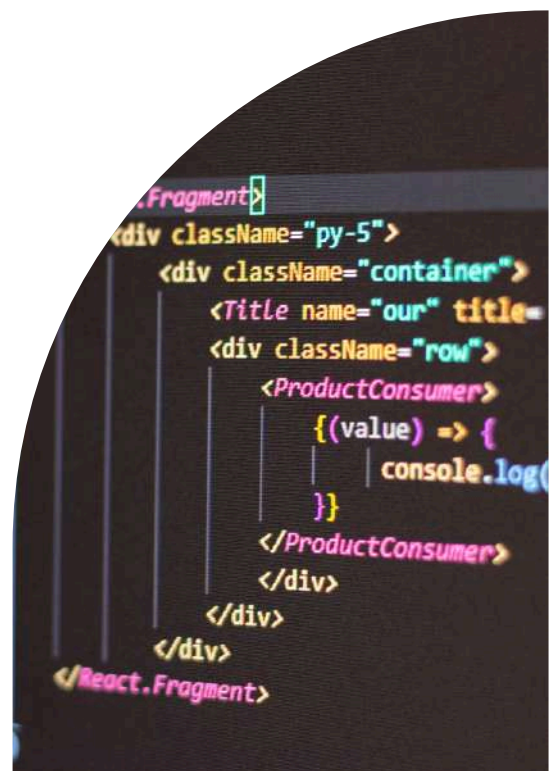 .Fragment>
<div className="py-5">
<div className="container">
<Title name="our" title=
<div className="row">
<ProductConsumer>
{(value) => {
console.log(
}}
</ProductConsumer>
</div>
</div>
</div>
</React.Fragment>